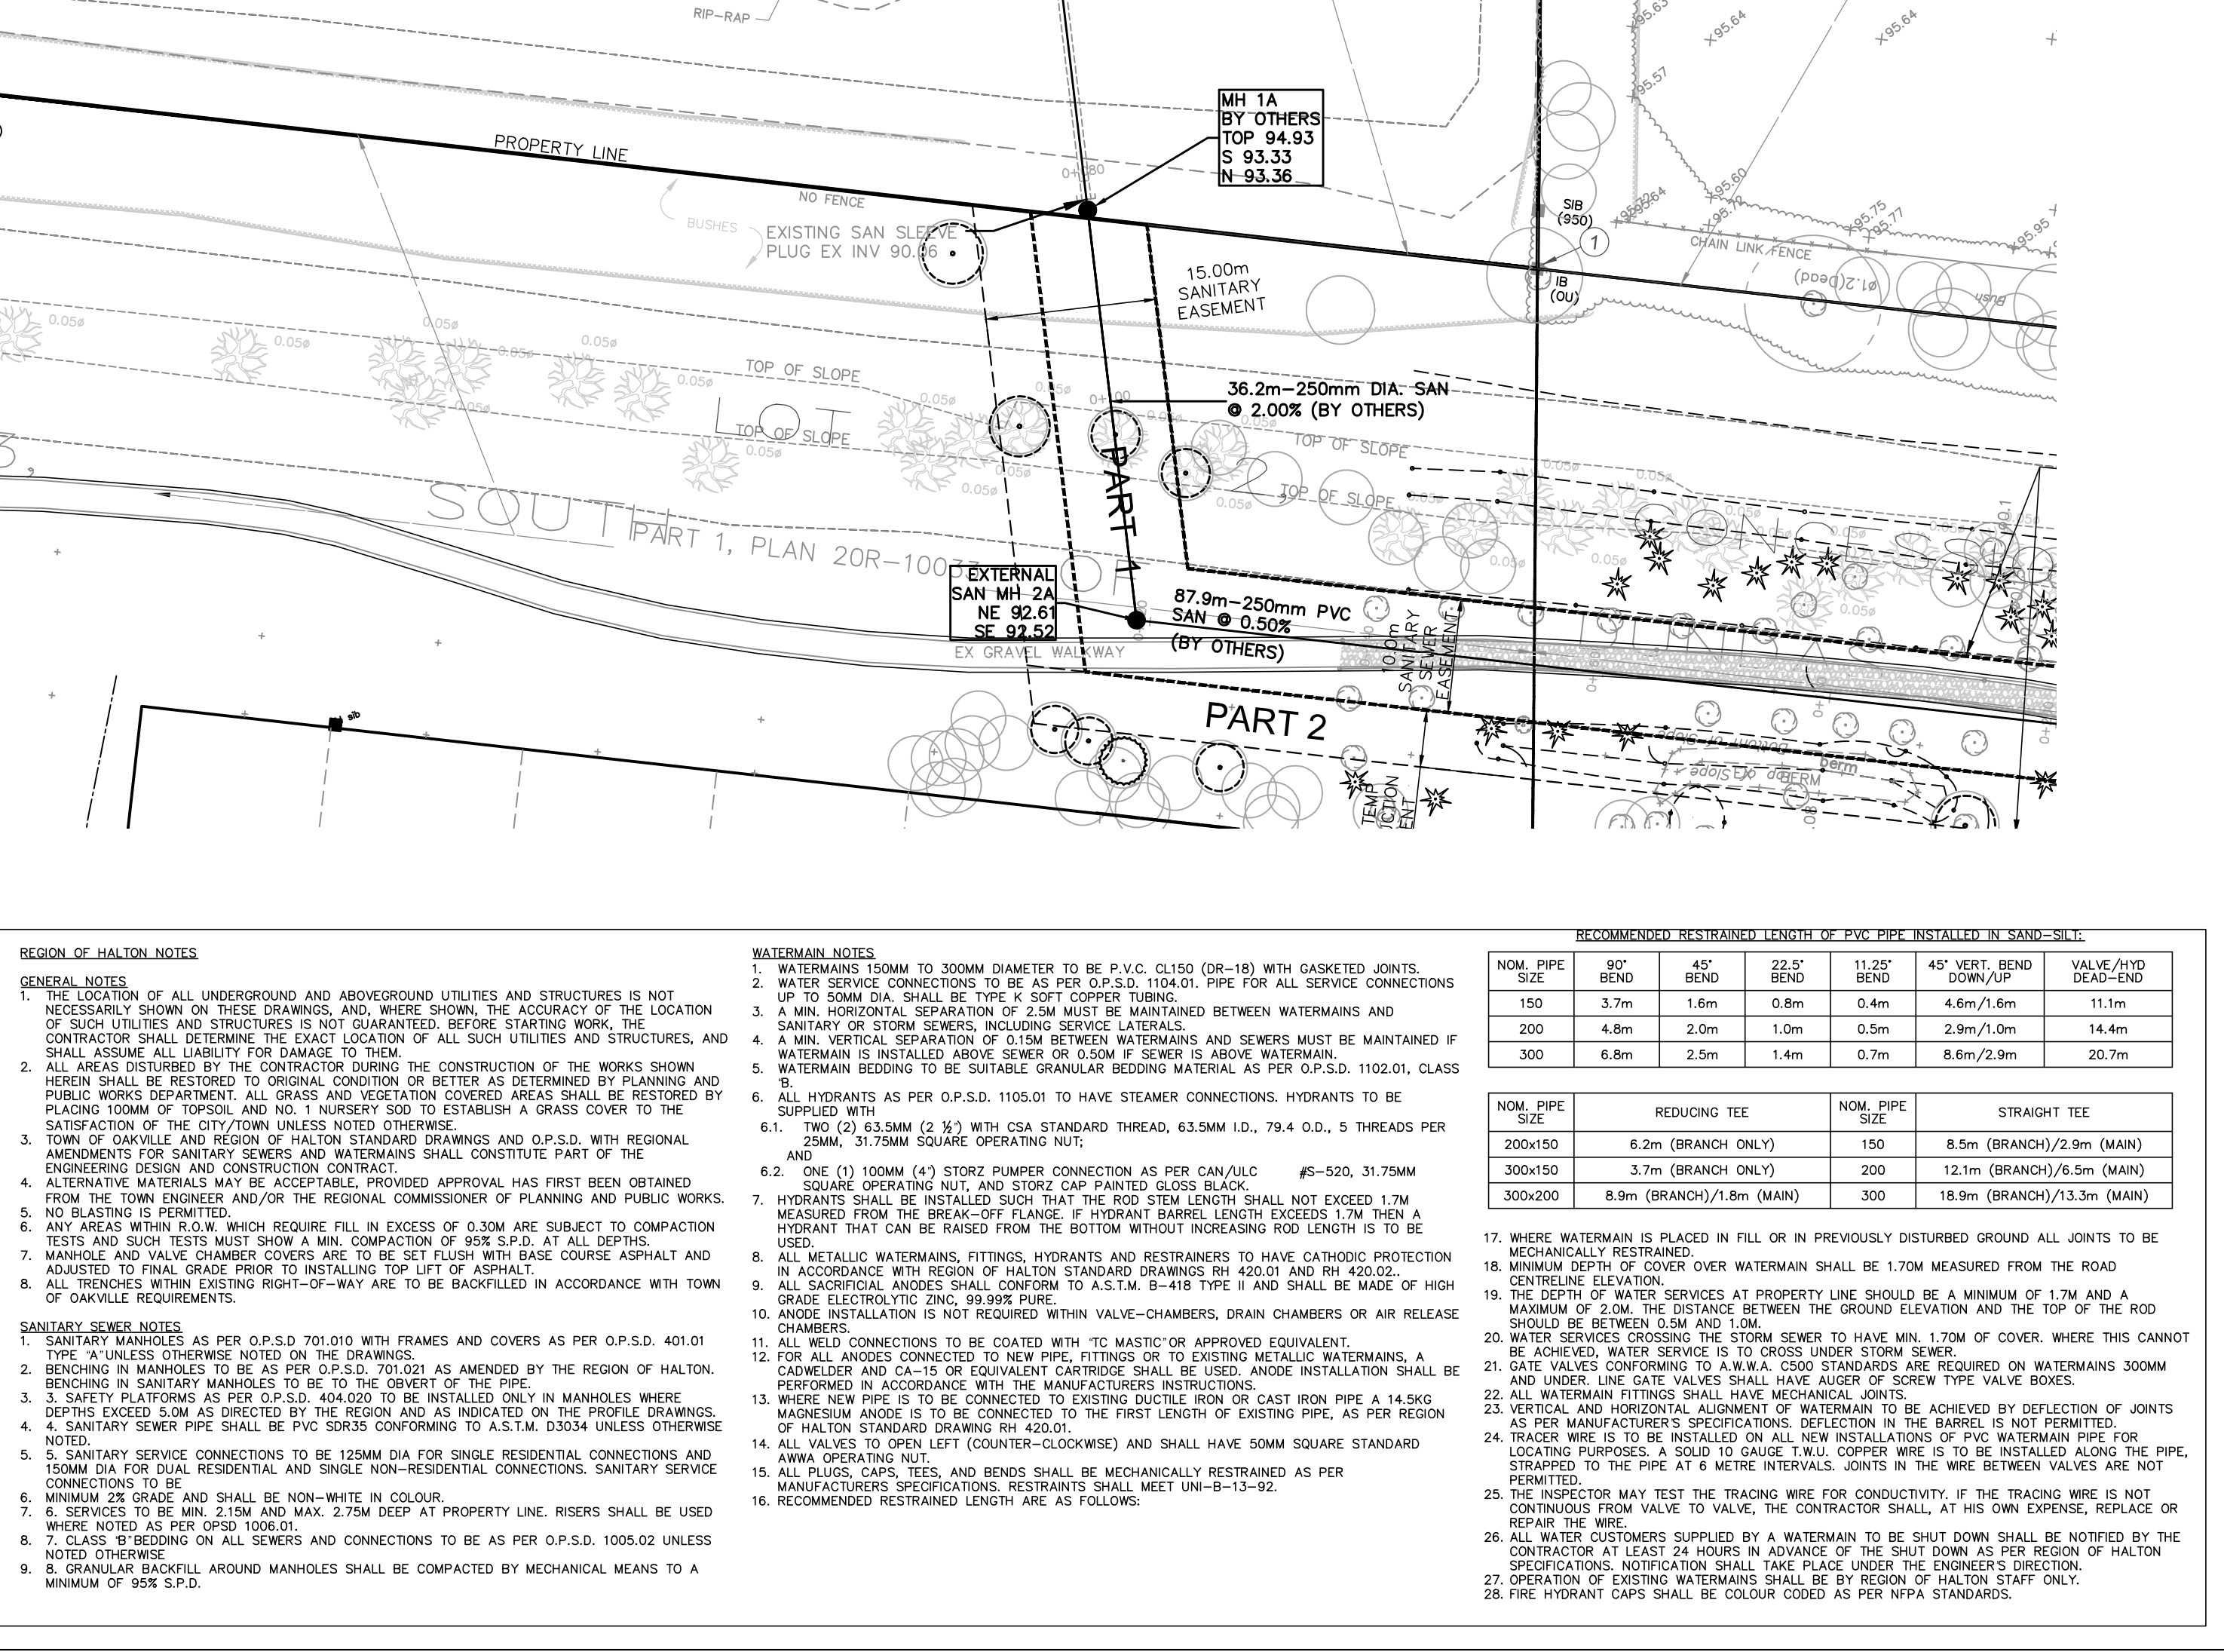 RIP-RAP
95.63
95.64
95.64
95.57
MH 1A
BY OTHERS
TOP 94.93
S 93.33
N 93.36
PROPERTY LINE
NO FENCE
BUSHES
EXISTING SAN SLEEVE
PLUG EX INV 90.06
SIB
(950)
1
IB
(OU)
95.60
95.72
95.75
95.77
95.95
CHAIN LINK FENCE
Ø1.2(Dead)
Bush
15.00m
SANITARY
EASEMENT
0.05ø
0.05ø
0.05ø
0.05ø
0.05ø
0.05ø
0.05ø
TOP OF SLOPE
LOT
TOP OF SLOPE
0.05ø
0.05ø
0.05ø
0.05ø
36.2m-250mm DIA. SAN
@ 2.00% (BY OTHERS)
TOP OF SLOPE
2,
TOP OF SLOPE
0.05ø
0.05ø
0.05ø
0.05ø
PART 1
SOUTH OF
PART 1, PLAN 20R-10033
EXTERNAL
SAN MH 2A
NE 92.61
SE 92.52
87.9m-250mm PVC
SAN @ 0.50%
(BY OTHERS)
EX GRAVEL WALKWAY
10.0m
SANITARY
SEWER
EASEMENT
sib
PART 2
TEMP
Bottom of Slope
Top of Slope
EX BERM
berm
REGION OF HALTON NOTES
GENERAL NOTES
1. THE LOCATION OF ALL UNDERGROUND AND ABOVEGROUND UTILITIES AND STRUCTURES IS NOT
NECESSARILY SHOWN ON THESE DRAWINGS, AND, WHERE SHOWN, THE ACCURACY OF THE LOCATION
OF SUCH UTILITIES AND STRUCTURES IS NOT GUARANTEED. BEFORE STARTING WORK, THE
CONTRACTOR SHALL DETERMINE THE EXACT LOCATION OF ALL SUCH UTILITIES AND STRUCTURES, AND
SHALL ASSUME ALL LIABILITY FOR DAMAGE TO THEM.
2. ALL AREAS DISTURBED BY THE CONTRACTOR DURING THE CONSTRUCTION OF THE WORKS SHOWN
HEREIN SHALL BE RESTORED TO ORIGINAL CONDITION OR BETTER AS DETERMINED BY PLANNING AND
PUBLIC WORKS DEPARTMENT. ALL GRASS AND VEGETATION COVERED AREAS SHALL BE RESTORED BY
PLACING 100MM OF TOPSOIL AND NO. 1 NURSERY SOD TO ESTABLISH A GRASS COVER TO THE
SATISFACTION OF THE CITY/TOWN UNLESS NOTED OTHERWISE.
3. TOWN OF OAKVILLE AND REGION OF HALTON STANDARD DRAWINGS AND O.P.S.D. WITH REGIONAL
AMENDMENTS FOR SANITARY SEWERS AND WATERMAINS SHALL CONSTITUTE PART OF THE
ENGINEERING DESIGN AND CONSTRUCTION CONTRACT.
4. ALTERNATIVE MATERIALS MAY BE ACCEPTABLE, PROVIDED APPROVAL HAS FIRST BEEN OBTAINED
FROM THE TOWN ENGINEER AND/OR THE REGIONAL COMMISSIONER OF PLANNING AND PUBLIC WORKS.
5. NO BLASTING IS PERMITTED.
6. ANY AREAS WITHIN R.O.W. WHICH REQUIRE FILL IN EXCESS OF 0.30M ARE SUBJECT TO COMPACTION
TESTS AND SUCH TESTS MUST SHOW A MIN. COMPACTION OF 95% S.P.D. AT ALL DEPTHS.
7. MANHOLE AND VALVE CHAMBER COVERS ARE TO BE SET FLUSH WITH BASE COURSE ASPHALT AND
ADJUSTED TO FINAL GRADE PRIOR TO INSTALLING TOP LIFT OF ASPHALT.
8. ALL TRENCHES WITHIN EXISTING RIGHT-OF-WAY ARE TO BE BACKFILLED IN ACCORDANCE WITH TOWN
OF OAKVILLE REQUIREMENTS.
SANITARY SEWER NOTES
1. SANITARY MANHOLES AS PER O.P.S.D 701.010 WITH FRAMES AND COVERS AS PER O.P.S.D. 401.01
TYPE "A" UNLESS OTHERWISE NOTED ON THE DRAWINGS.
2. BENCHING IN MANHOLES TO BE AS PER O.P.S.D. 701.021 AS AMENDED BY THE REGION OF HALTON.
BENCHING IN SANITARY MANHOLES TO BE TO THE OBVERT OF THE PIPE.
3. 3. SAFETY PLATFORMS AS PER O.P.S.D. 404.020 TO BE INSTALLED ONLY IN MANHOLES WHERE
DEPTHS EXCEED 5.0M AS DIRECTED BY THE REGION AND AS INDICATED ON THE PROFILE DRAWINGS.
4. 4. SANITARY SEWER PIPE SHALL BE PVC SDR35 CONFORMING TO A.S.T.M. D3034 UNLESS OTHERWISE
NOTED.
5. 5. SANITARY SERVICE CONNECTIONS TO BE 125MM DIA FOR SINGLE RESIDENTIAL CONNECTIONS AND
150MM DIA FOR DUAL RESIDENTIAL AND SINGLE NON-RESIDENTIAL CONNECTIONS. SANITARY SERVICE
CONNECTIONS TO BE
6. MINIMUM 2% GRADE AND SHALL BE NON-WHITE IN COLOUR.
7. 6. SERVICES TO BE MIN. 2.15M AND MAX. 2.75M DEEP AT PROPERTY LINE. RISERS SHALL BE USED
WHERE NOTED AS PER OPSD 1006.01.
8. 7. CLASS "B" BEDDING ON ALL SEWERS AND CONNECTIONS TO BE AS PER O.P.S.D. 1005.02 UNLESS
NOTED OTHERWISE
9. 8. GRANULAR BACKFILL AROUND MANHOLES SHALL BE COMPACTED BY MECHANICAL MEANS TO A
MINIMUM OF 95% S.P.D.
WATERMAIN NOTES
1. WATERMAINS 150MM TO 300MM DIAMETER TO BE P.V.C. CL150 (DR-18) WITH GASKETED JOINTS.
2. WATER SERVICE CONNECTIONS TO BE AS PER O.P.S.D. 1104.01. PIPE FOR ALL SERVICE CONNECTIONS
UP TO 50MM DIA. SHALL BE TYPE K SOFT COPPER TUBING.
3. A MIN. HORIZONTAL SEPARATION OF 2.5M MUST BE MAINTAINED BETWEEN WATERMAINS AND
SANITARY OR STORM SEWERS, INCLUDING SERVICE LATERALS.
4. A MIN. VERTICAL SEPARATION OF 0.15M BETWEEN WATERMAINS AND SEWERS MUST BE MAINTAINED IF
WATERMAIN IS INSTALLED ABOVE SEWER OR 0.50M IF SEWER IS ABOVE WATERMAIN.
5. WATERMAIN BEDDING TO BE SUITABLE GRANULAR BEDDING MATERIAL AS PER O.P.S.D. 1102.01, CLASS
"B.
6. ALL HYDRANTS AS PER O.P.S.D. 1105.01 TO HAVE STEAMER CONNECTIONS. HYDRANTS TO BE
SUPPLIED WITH
6.1. TWO (2) 63.5MM (2 ½") WITH CSA STANDARD THREAD, 63.5MM I.D., 79.4 O.D., 5 THREADS PER
25MM, 31.75MM SQUARE OPERATING NUT;
AND
6.2. ONE (1) 100MM (4") STORZ PUMPER CONNECTION AS PER CAN/ULC #S-520, 31.75MM
SQUARE OPERATING NUT, AND STORZ CAP PAINTED GLOSS BLACK.
7. HYDRANTS SHALL BE INSTALLED SUCH THAT THE ROD STEM LENGTH SHALL NOT EXCEED 1.7M
MEASURED FROM THE BREAK-OFF FLANGE. IF HYDRANT BARREL LENGTH EXCEEDS 1.7M THEN A
HYDRANT THAT CAN BE RAISED FROM THE BOTTOM WITHOUT INCREASING ROD LENGTH IS TO BE
USED.
8. ALL METALLIC WATERMAINS, FITTINGS, HYDRANTS AND RESTRAINERS TO HAVE CATHODIC PROTECTION
IN ACCORDANCE WITH REGION OF HALTON STANDARD DRAWINGS RH 420.01 AND RH 420.02..
9. ALL SACRIFICIAL ANODES SHALL CONFORM TO A.S.T.M. B-418 TYPE II AND SHALL BE MADE OF HIGH
GRADE ELECTROLYTIC ZINC, 99.99% PURE.
10. ANODE INSTALLATION IS NOT REQUIRED WITHIN VALVE-CHAMBERS, DRAIN CHAMBERS OR AIR RELEASE
CHAMBERS.
11. ALL WELD CONNECTIONS TO BE COATED WITH "TC MASTIC" OR APPROVED EQUIVALENT.
12. FOR ALL ANODES CONNECTED TO NEW PIPE, FITTINGS OR TO EXISTING METALLIC WATERMAINS, A
CADWELDER AND CA-15 OR EQUIVALENT CARTRIDGE SHALL BE USED. ANODE INSTALLATION SHALL BE
PERFORMED IN ACCORDANCE WITH THE MANUFACTURERS INSTRUCTIONS.
13. WHERE NEW PIPE IS TO BE CONNECTED TO EXISTING DUCTILE IRON OR CAST IRON PIPE A 14.5KG
MAGNESIUM ANODE IS TO BE CONNECTED TO THE FIRST LENGTH OF EXISTING PIPE, AS PER REGION
OF HALTON STANDARD DRAWING RH 420.01.
14. ALL VALVES TO OPEN LEFT (COUNTER-CLOCKWISE) AND SHALL HAVE 50MM SQUARE STANDARD
AWWA OPERATING NUT.
15. ALL PLUGS, CAPS, TEES, AND BENDS SHALL BE MECHANICALLY RESTRAINED AS PER
MANUFACTURERS SPECIFICATIONS. RESTRAINTS SHALL MEET UNI-B-13-92.
16. RECOMMENDED RESTRAINED LENGTH ARE AS FOLLOWS:
RECOMMENDED RESTRAINED LENGTH OF PVC PIPE INSTALLED IN SAND-SILT:
NOM. PIPE SIZE 90° BEND 45° BEND 22.5° BEND 11.25° BEND 45° VERT. BEND DOWN/UP VALVE/HYD DEAD-END
150 3.7m 1.6m 0.8m 0.4m 4.6m/1.6m 11.1m
200 4.8m 2.0m 1.0m 0.5m 2.9m/1.0m 14.4m
300 6.8m 2.5m 1.4m 0.7m 8.6m/2.9m 20.7m
NOM. PIPE SIZE REDUCING TEE NOM. PIPE SIZE STRAIGHT TEE
200x150 6.2m (BRANCH ONLY) 150 8.5m (BRANCH)/2.9m (MAIN)
300x150 3.7m (BRANCH ONLY) 200 12.1m (BRANCH)/6.5m (MAIN)
300x200 8.9m (BRANCH)/1.8m (MAIN) 300 18.9m (BRANCH)/13.3m (MAIN)
17. WHERE WATERMAIN IS PLACED IN FILL OR IN PREVIOUSLY DISTURBED GROUND ALL JOINTS TO BE
MECHANICALLY RESTRAINED.
18. MINIMUM DEPTH OF COVER OVER WATERMAIN SHALL BE 1.70M MEASURED FROM THE ROAD
CENTRELINE ELEVATION.
19. THE DEPTH OF WATER SERVICES AT PROPERTY LINE SHOULD BE A MINIMUM OF 1.7M AND A
MAXIMUM OF 2.0M. THE DISTANCE BETWEEN THE GROUND ELEVATION AND THE TOP OF THE ROD
SHOULD BE BETWEEN 0.5M AND 1.0M.
20. WATER SERVICES CROSSING THE STORM SEWER TO HAVE MIN. 1.70M OF COVER. WHERE THIS CANNOT
BE ACHIEVED, WATER SERVICE IS TO CROSS UNDER STORM SEWER.
21. GATE VALVES CONFORMING TO A.W.W.A. C500 STANDARDS ARE REQUIRED ON WATERMAINS 300MM
AND UNDER. LINE GATE VALVES SHALL HAVE AUGER OF SCREW TYPE VALVE BOXES.
22. ALL WATERMAIN FITTINGS SHALL HAVE MECHANICAL JOINTS.
23. VERTICAL AND HORIZONTAL ALIGNMENT OF WATERMAIN TO BE ACHIEVED BY DEFLECTION OF JOINTS
AS PER MANUFACTURER'S SPECIFICATIONS. DEFLECTION IN THE BARREL IS NOT PERMITTED.
24. TRACER WIRE IS TO BE INSTALLED ON ALL NEW INSTALLATIONS OF PVC WATERMAIN PIPE FOR
LOCATING PURPOSES. A SOLID 10 GAUGE T.W.U. COPPER WIRE IS TO BE INSTALLED ALONG THE PIPE,
STRAPPED TO THE PIPE AT 6 METRE INTERVALS. JOINTS IN THE WIRE BETWEEN VALVES ARE NOT
PERMITTED.
25. THE INSPECTOR MAY TEST THE TRACING WIRE FOR CONDUCTIVITY. IF THE TRACING WIRE IS NOT
CONTINUOUS FROM VALVE TO VALVE, THE CONTRACTOR SHALL, AT HIS OWN EXPENSE, REPLACE OR
REPAIR THE WIRE.
26. ALL WATER CUSTOMERS SUPPLIED BY A WATERMAIN TO BE SHUT DOWN SHALL BE NOTIFIED BY THE
CONTRACTOR AT LEAST 24 HOURS IN ADVANCE OF THE SHUT DOWN AS PER REGION OF HALTON
SPECIFICATIONS. NOTIFICATION SHALL TAKE PLACE UNDER THE ENGINEER'S DIRECTION.
27. OPERATION OF EXISTING WATERMAINS SHALL BE BY REGION OF HALTON STAFF ONLY.
28. FIRE HYDRANT CAPS SHALL BE COLOUR CODED AS PER NFPA STANDARDS.